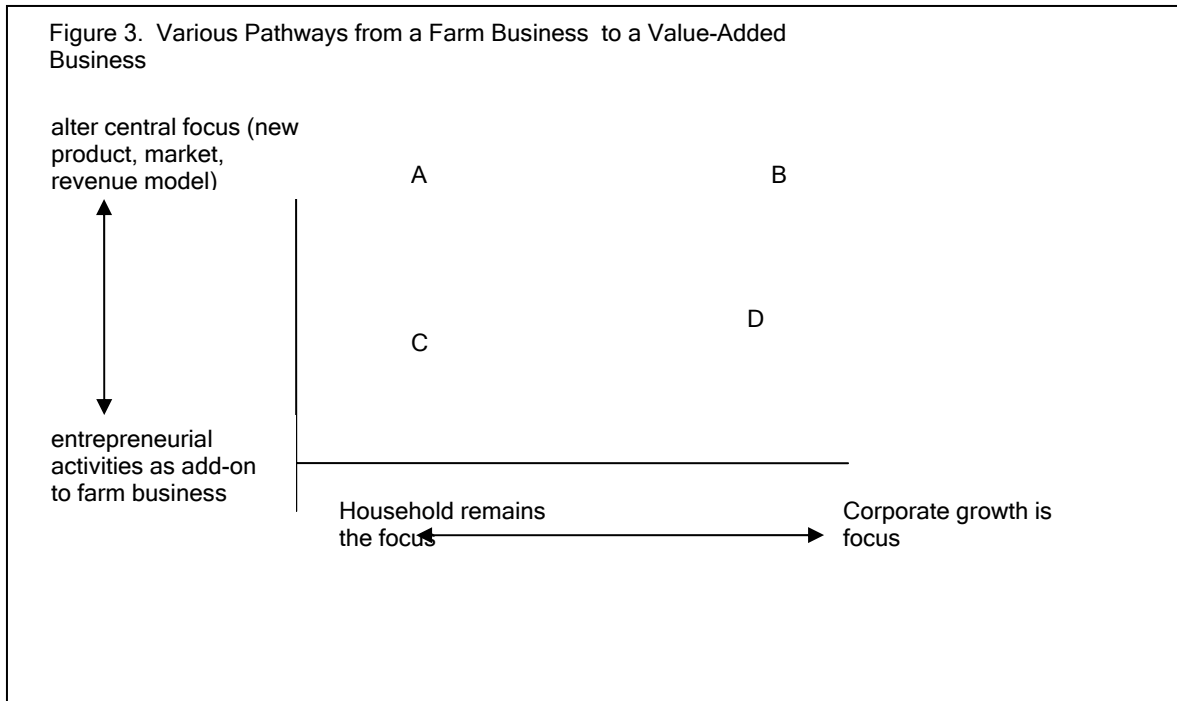 Figure 3.  Various Pathways from a Farm Business  to a Value-Added
Business
alter central focus (new
product, market,
revenue model)
A
B
C
D
entrepreneurial
activities as add-on
to farm business
Household remains
the focus
Corporate growth is
focus